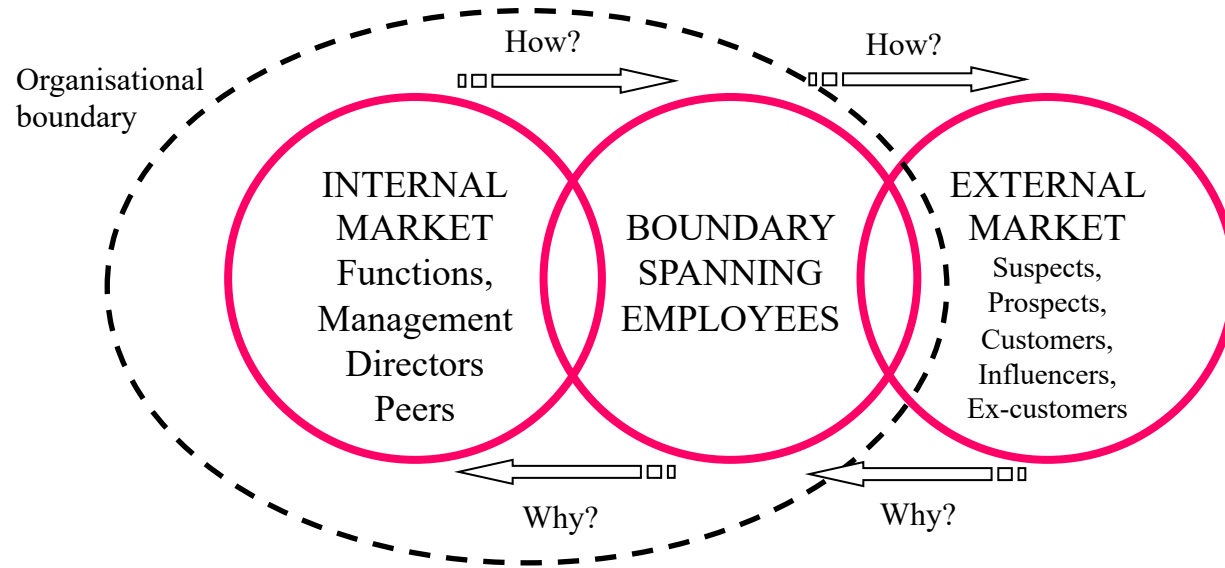 How?
How?
Organisational
boundary
INTERNAL
MARKET
Functions,
Management
Directors
Peers
BOUNDARY
SPANNING
EMPLOYEES
EXTERNAL
MARKET
Suspects,
Prospects,
Customers,
Influencers,
Ex-customers
Why?
Why?